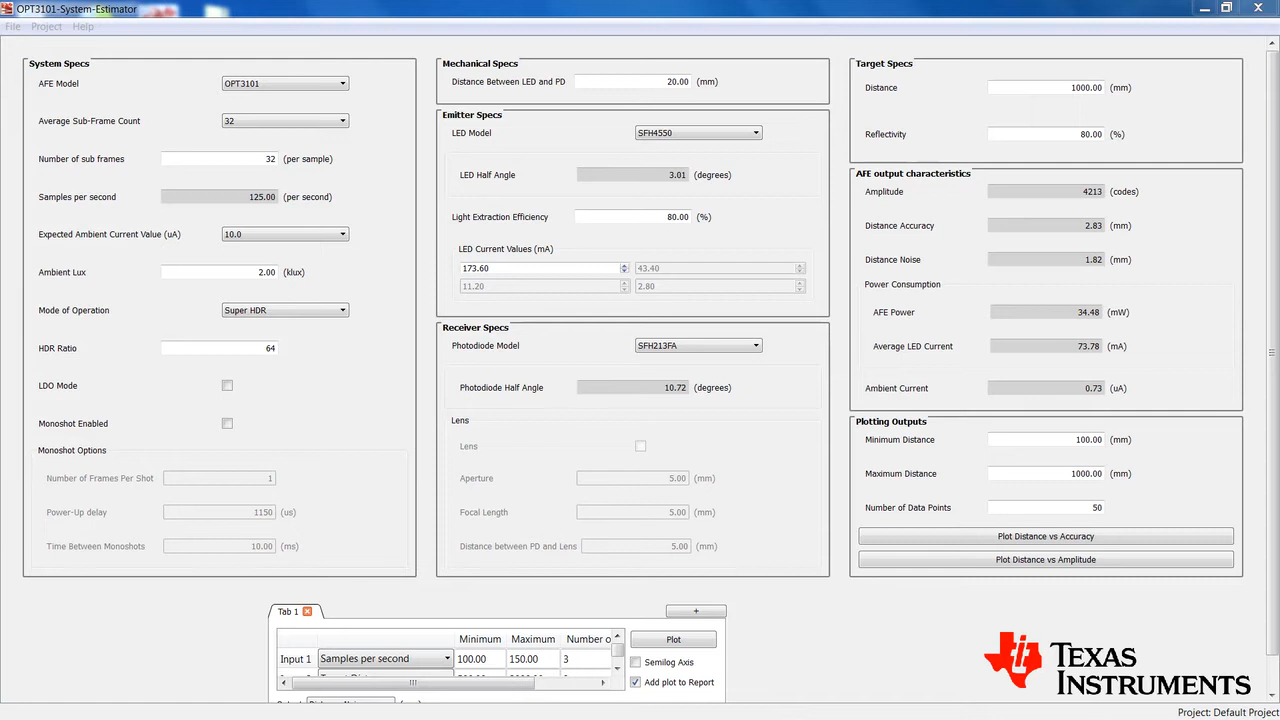 OPT3101-System-Estimator
File Project Help
System Specs
AFE Model OPT3101
Average Sub-Frame Count 32
Number of sub frames 32 (per sample)
Samples per second 125.00 (per second)
Expected Ambient Current Value (uA) 10.0
Ambient Lux 2.00 (klux)
Mode of Operation Super HDR
HDR Ratio 64
LDO Mode
Monoshot Enabled
Monoshot Options
Number of Frames Per Shot 1
Power-Up delay 1150 (us)
Time Between Monoshots 10.00 (ms)
Mechanical Specs
Distance Between LED and PD 20.00 (mm)
Emitter Specs
LED Model SFH4550
LED Half Angle 3.01 (degrees)
Light Extraction Efficiency 80.00 (%)
LED Current Values (mA)
173.60 43.40
11.20 2.80
Receiver Specs
Photodiode Model SFH213FA
Photodiode Half Angle 10.72 (degrees)
Lens
Lens
Aperture 5.00 (mm)
Focal Length 5.00 (mm)
Distance between PD and Lens 5.00 (mm)
Target Specs
Distance 1000.00 (mm)
Reflectivity 80.00 (%)
AFE output characteristics
Amplitude 4213 (codes)
Distance Accuracy 2.83 (mm)
Distance Noise 1.82 (mm)
Power Consumption
AFE Power 34.48 (mW)
Average LED Current 73.78 (mA)
Ambient Current 0.73 (uA)
Plotting Outputs
Minimum Distance 100.00 (mm)
Maximum Distance 1000.00 (mm)
Number of Data Points 50
Plot Distance vs Accuracy
Plot Distance vs Amplitude
Tab 1 +
Minimum Maximum Number o
Input 1 Samples per second 100.00 150.00 3
Plot
Semilog Axis
Add plot to Report
TEXAS
INSTRUMENTS
Project: Default Project